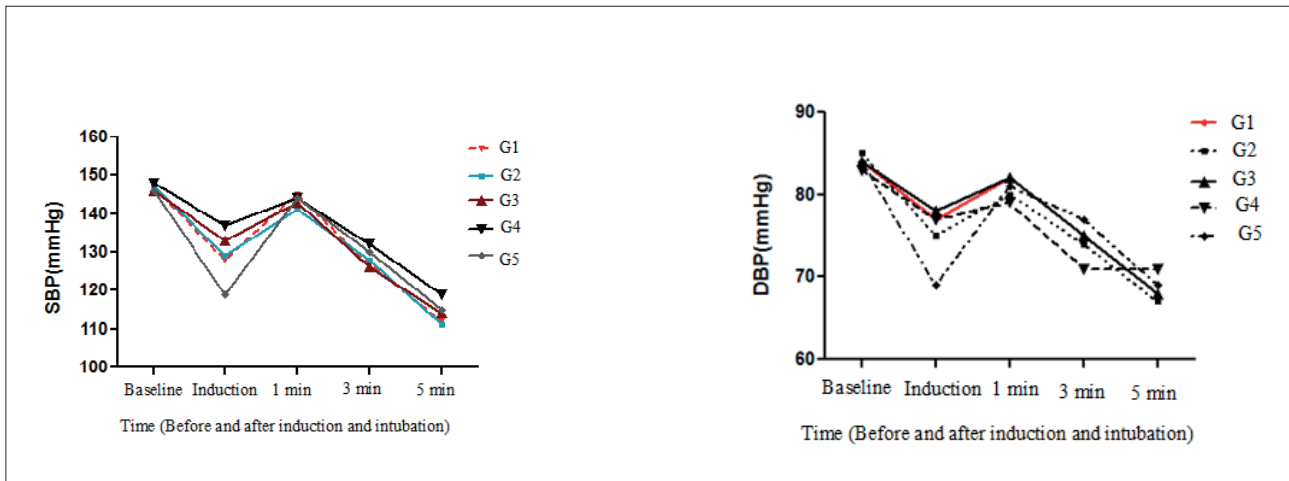 SBP(mmHg)
160
150
140
130
120
110
100
Baseline
Induction
1 min
3 min
5 min
Time (Before and after induction and intubation)
G1
G2
G3
G4
G5
DBP(mmHg)
90
80
70
60
Baseline
Induction
1 min
3 min
5 min
Time (Before and after induction and intubation)
G1
G2
G3
G4
G5